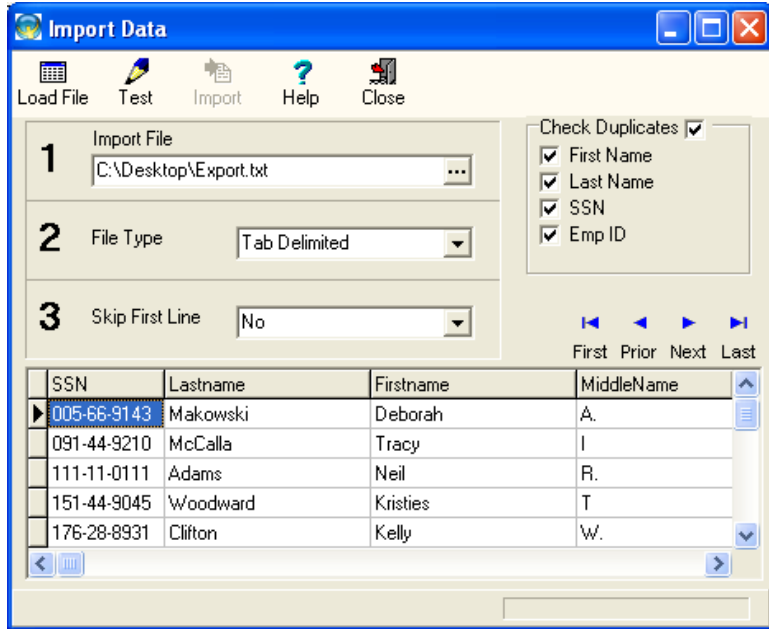 Import Data
Load File Test Import Help Close
Check Duplicates
1 Import File
C:\Desktop\Export.txt ...
First Name
Last Name
SSN
Emp ID
2 File Type Tab Delimited
3 Skip First Line No
First Prior Next Last
SSN Lastname Firstname MiddleName
005-66-9143 Makowski Deborah A.
091-44-9210 McCalla Tracy I
111-11-0111 Adams Neil R.
151-44-9045 Woodward Kristies T
176-28-8931 Clifton Kelly W.